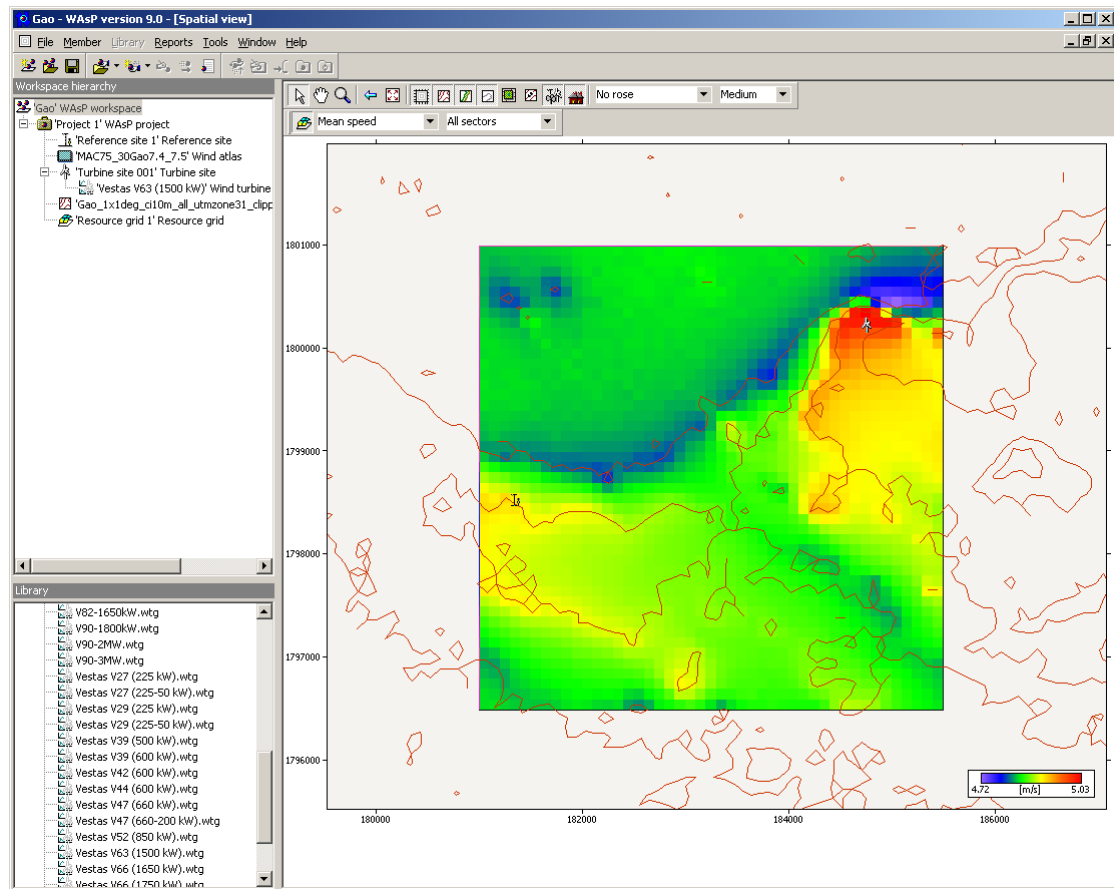 Gao - WAsP version 9.0 - [Spatial view]
File Member Library Reports Tools Window Help
Workspace hierarchy
'Gao' WAsP workspace
'Project 1' WAsP project
'Reference site 1' Reference site
'MAC75_30Gao7.4_7.5' Wind atlas
'Turbine site 001' Turbine site
'Vestas V63 (1500 kW)' Wind turbine
'Gao_1x1deg_ci10m_all_utmzone31_clipp
'Resource grid 1' Resource grid
Library
V82-1650kW.wtg
V90-1800kW.wtg
V90-2MW.wtg
V90-3MW.wtg
Vestas V27 (225 kW).wtg
Vestas V27 (225-50 kW).wtg
Vestas V29 (225 kW).wtg
Vestas V29 (225-50 kW).wtg
Vestas V39 (500 kW).wtg
Vestas V39 (600 kW).wtg
Vestas V42 (600 kW).wtg
Vestas V44 (600 kW).wtg
Vestas V47 (660 kW).wtg
Vestas V47 (660-200 kW).wtg
Vestas V52 (850 kW).wtg
Vestas V63 (1500 kW).wtg
Vestas V66 (1650 kW).wtg
Vestas V66 (1750 kW).wtg
No rose Medium
Mean speed All sectors
1801000
1800000
1799000
1798000
1797000
1796000
180000 182000 184000 186000
4.72 [m/s] 5.03